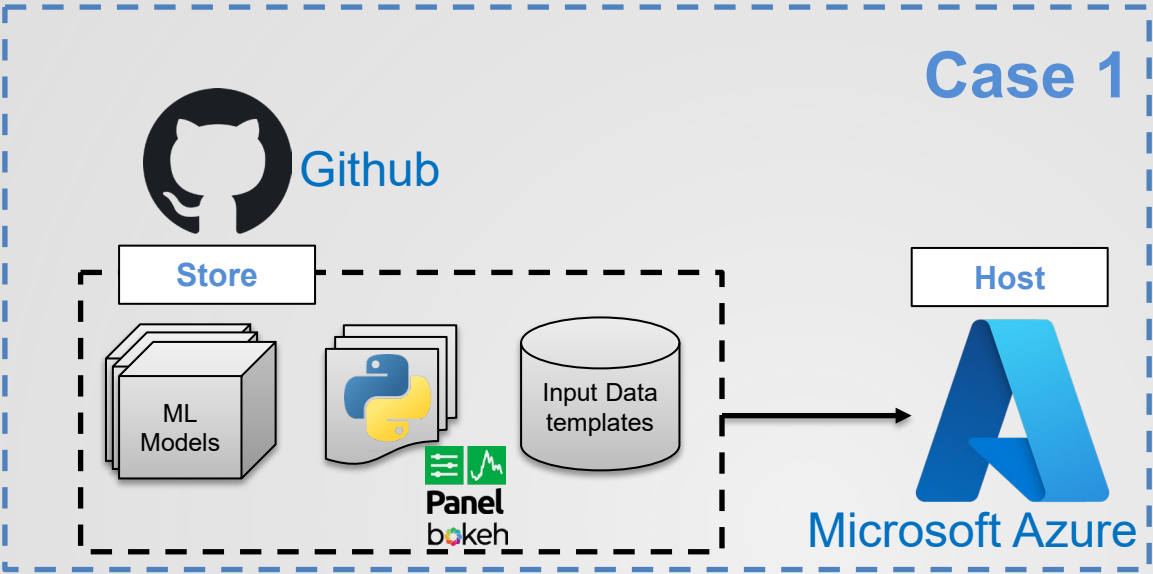 Case 1
Github
Store
Host
ML
Models
Input Data
templates
Panel
bokeh
Microsoft Azure